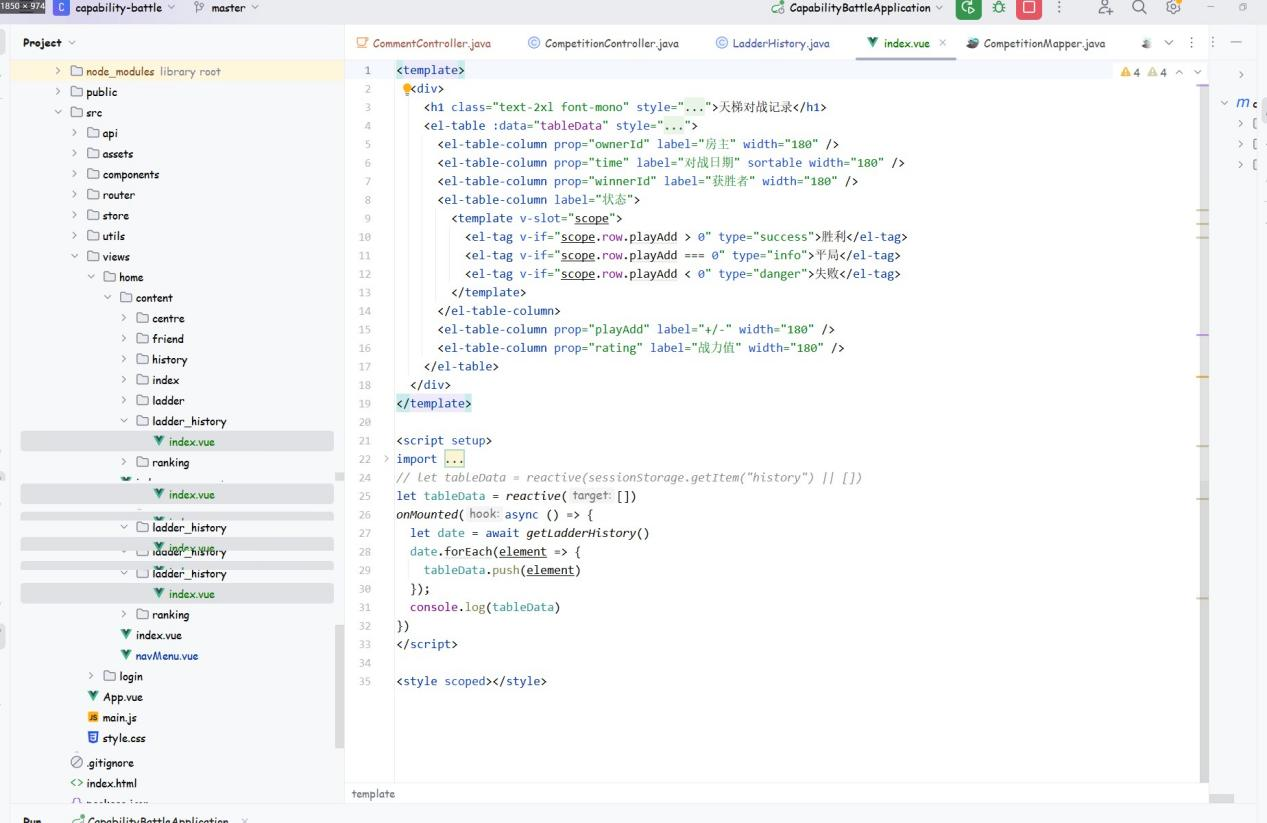 1850 × 974
C capability-battle master CapabilityBattleApplication
Project
CommentController.java CompetitionController.java LadderHistory.java index.vue CompetitionMapper.java
node_modules library root
public
src
api
assets
components
router
store
utils
views
home
content
centre
friend
history
index
ladder
ladder_history
index.vue
ranking
index.vue
ladder_history
index.vue
ladder_history
ladder_history
index.vue
ranking
index.vue
navMenu.vue
login
App.vue
main.js
style.css
.gitignore
index.html
4 4
1 <template>
2 <div>
3 <h1 class="text-2xl font-mono" style="...">天梯对战记录</h1>
4 <el-table :data="tableData" style="...">
5 <el-table-column prop="ownerId" label="房主" width="180" />
6 <el-table-column prop="time" label="对战日期" sortable width="180" />
7 <el-table-column prop="winnerId" label="获胜者" width="180" />
8 <el-table-column label="状态">
9 <template v-slot="scope">
10 <el-tag v-if="scope.row.playAdd > 0" type="success">胜利</el-tag>
11 <el-tag v-if="scope.row.playAdd === 0" type="info">平局</el-tag>
12 <el-tag v-if="scope.row.playAdd < 0" type="danger">失败</el-tag>
13 </template>
14 </el-table-column>
15 <el-table-column prop="playAdd" label="+/-" width="180" />
16 <el-table-column prop="rating" label="战力值" width="180" />
17 </el-table>
18 </div>
19 </template>
20
21 <script setup>
22 import ...
24 // let tableData = reactive(sessionStorage.getItem("history") || [])
25 let tableData = reactive( target: [])
26 onMounted( hook: async () => {
27 let date = await getLadderHistory()
28 date.forEach(element => {
29 tableData.push(element)
30 });
31 console.log(tableData)
32 })
33 </script>
34
35 <style scoped></style>
m c
template
Run CapabilityBattleApplication